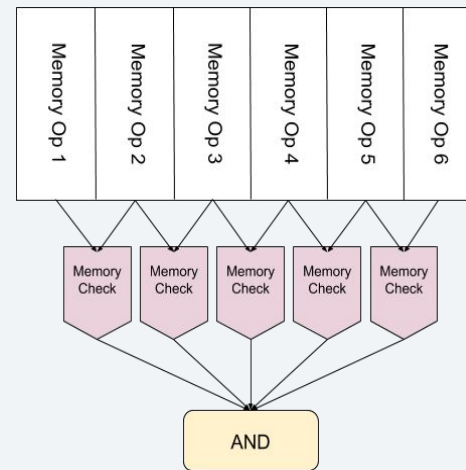 Memory Op 1
Memory Op 2
Memory Op 3
Memory Op 4
Memory Op 5
Memory Op 6
Memory
Check
Memory
Check
Memory
Check
Memory
Check
Memory
Check
AND